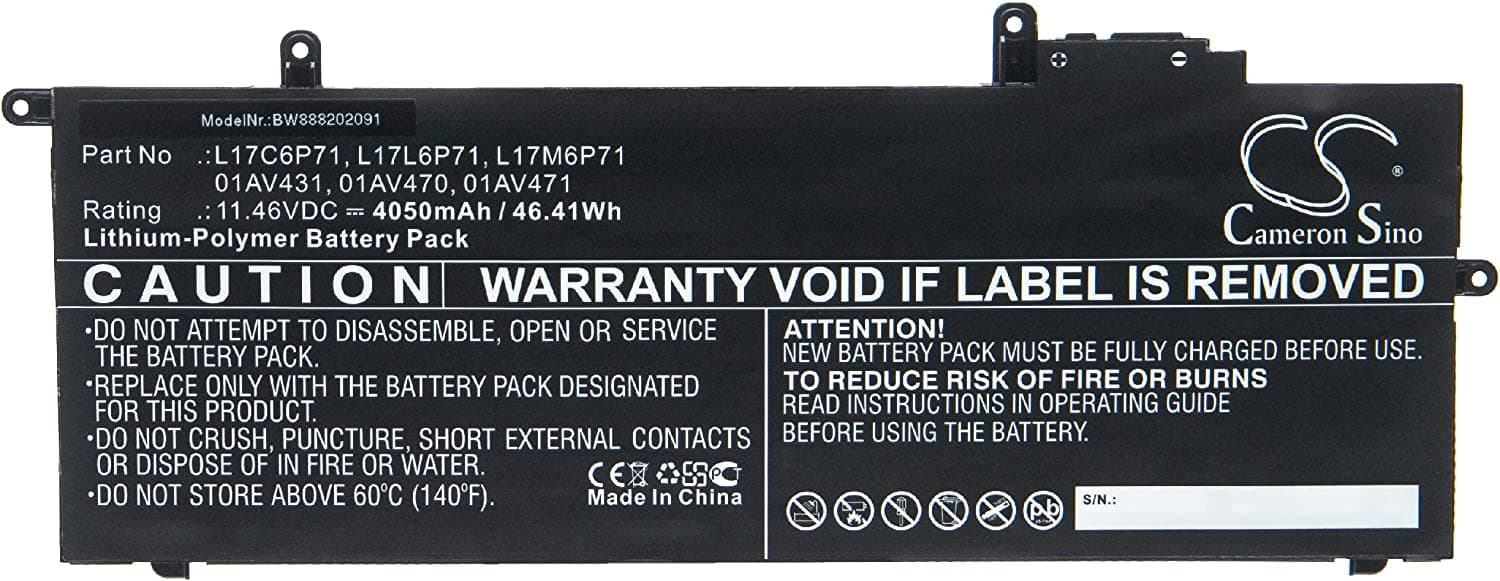 ModelNr.:BW888202091
Part No .:L17C6P71, L17L6P71, L17M6P71
01AV431, 01AV470, 01AV471
Rating .:11.46VDC ⎓ 4050mAh / 46.41Wh
Lithium-Polymer Battery Pack
CS
®
Cameron Sino
CAUTION
WARRANTY VOID IF LABEL IS REMOVED
·DO NOT ATTEMPT TO DISASSEMBLE, OPEN OR SERVICE
THE BATTERY PACK.
·REPLACE ONLY WITH THE BATTERY PACK DESIGNATED
FOR THIS PRODUCT.
·DO NOT CRUSH, PUNCTURE, SHORT EXTERNAL CONTACTS
OR DISPOSE OF IN FIRE OR WATER.
·DO NOT STORE ABOVE 60°C (140°F).
CE
Made In China
ATTENTION!
NEW BATTERY PACK MUST BE FULLY CHARGED BEFORE USE.
TO REDUCE RISK OF FIRE OR BURNS
READ INSTRUCTIONS IN OPERATING GUIDE
BEFORE USING THE BATTERY.
pb
S/N.: